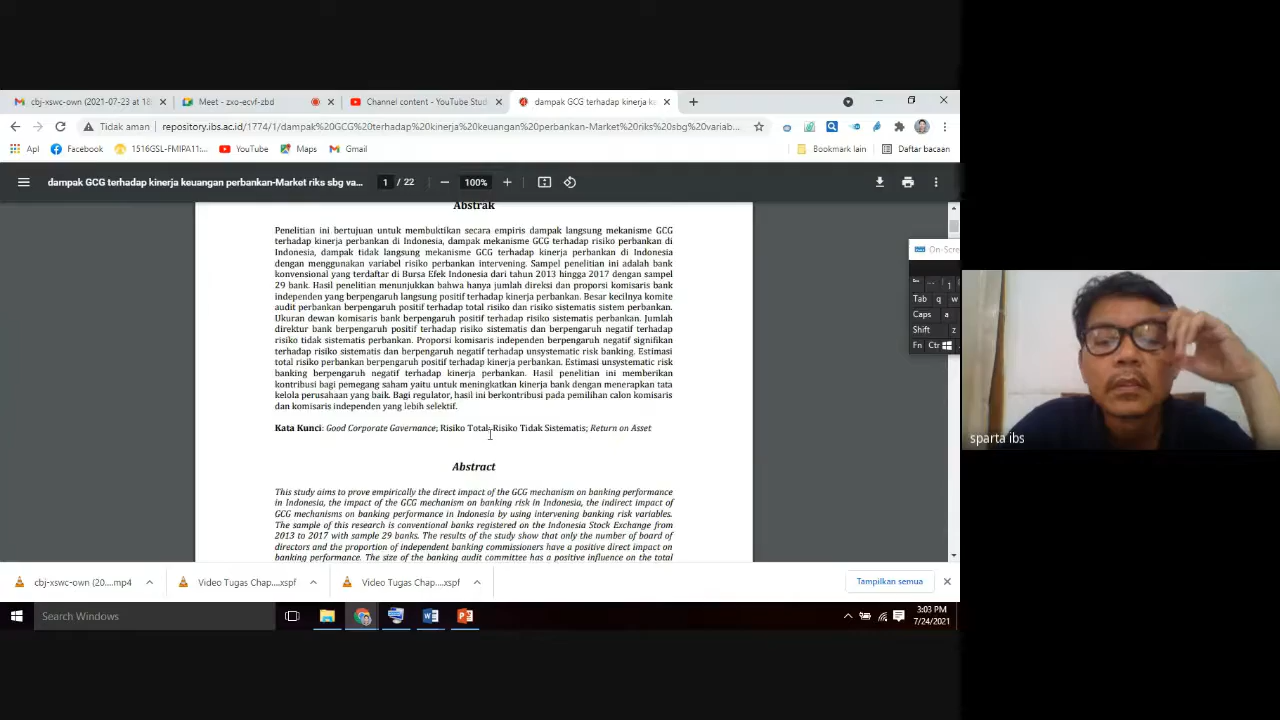 cbj-xswc-own (2021-07-23 at 18
Meet - zxo-ecvf-zbd
Channel content - YouTube Stud
dampak GCG terhadap kinerja ke
Tidak aman
repository.ibs.ac.id/1774/1/dampak%20GCG%20terhadap%20kinerja%20keuangan%20perbankan-Market%20riks%20sbg%20variab...
Apl
Facebook
1516GSL-FMIPA11:...
YouTube
Maps
Gmail
Bookmark lain
Daftar bacaan
dampak GCG terhadap kinerja keuangan perbankan-Market riks sbg va...
1 / 22
100%
Abstrak
Penelitian ini bertujuan untuk membuktikan secara empiris dampak langsung mekanisme GCG
terhadap kinerja perbankan di Indonesia, dampak mekanisme GCG terhadap risiko perbankan di
Indonesia, dampak tidak langsung mekanisme GCG terhadap kinerja perbankan di Indonesia
dengan menggunakan variabel risiko perbankan intervening. Sampel penelitian ini adalah bank
konvensional yang terdaftar di Bursa Efek Indonesia dari tahun 2013 hingga 2017 dengan sampel
29 bank. Hasil penelitian menunjukkan bahwa hanya jumlah direksi dan proporsi komisaris bank
independen yang berpengaruh langsung positif terhadap kinerja perbankan. Besar kecilnya komite
audit perbankan berpengaruh positif terhadap total risiko dan risiko sistematis sistem perbankan.
Ukuran dewan komisaris bank berpengaruh positif terhadap risiko sistematis perbankan. Jumlah
direktur bank berpengaruh positif terhadap risiko sistematis dan berpengaruh negatif terhadap
risiko tidak sistematis perbankan. Proporsi komisaris independen berpengaruh negatif signifikan
terhadap risiko sistematis dan berpengaruh negatif terhadap unsystematic risk banking. Estimasi
total risiko perbankan berpengaruh positif terhadap kinerja perbankan. Estimasi unsystematic risk
banking berpengaruh negatif terhadap kinerja perbankan. Hasil penelitian ini memberikan
kontribusi bagi pemegang saham yaitu untuk meningkatkan kinerja bank dengan menerapkan tata
kelola perusahaan yang baik. Bagi regulator, hasil ini berkontribusi pada pemilihan calon komisaris
dan komisaris independen yang lebih selektif.
Kata Kunci: Good Corporate Governance; Risiko Total; Risiko Tidak Sistematis; Return on Asset
Abstract
This study aims to prove empirically the direct impact of the GCG mechanism on banking performance
in Indonesia, the impact of the GCG mechanism on banking risk in Indonesia, the indirect impact of
GCG mechanisms on banking performance in Indonesia by using intervening banking risk variables.
The sample of this research is conventional banks registered on the Indonesia Stock Exchange from
2013 to 2017 with sample 29 banks. The results of the study show that only the number of board of
directors and the proportion of independent banking commissioners have a positive direct impact on
banking performance. The size of the banking audit committee has a positive influence on the total
On-Scre
Tab q w
Caps a
Shift z
Fn Ctr
sparta ibs
cbj-xswc-own (20....mp4
Video Tugas Chap....xspf
Video Tugas Chap....xspf
Tampilkan semua
Search Windows
3:03 PM
7/24/2021